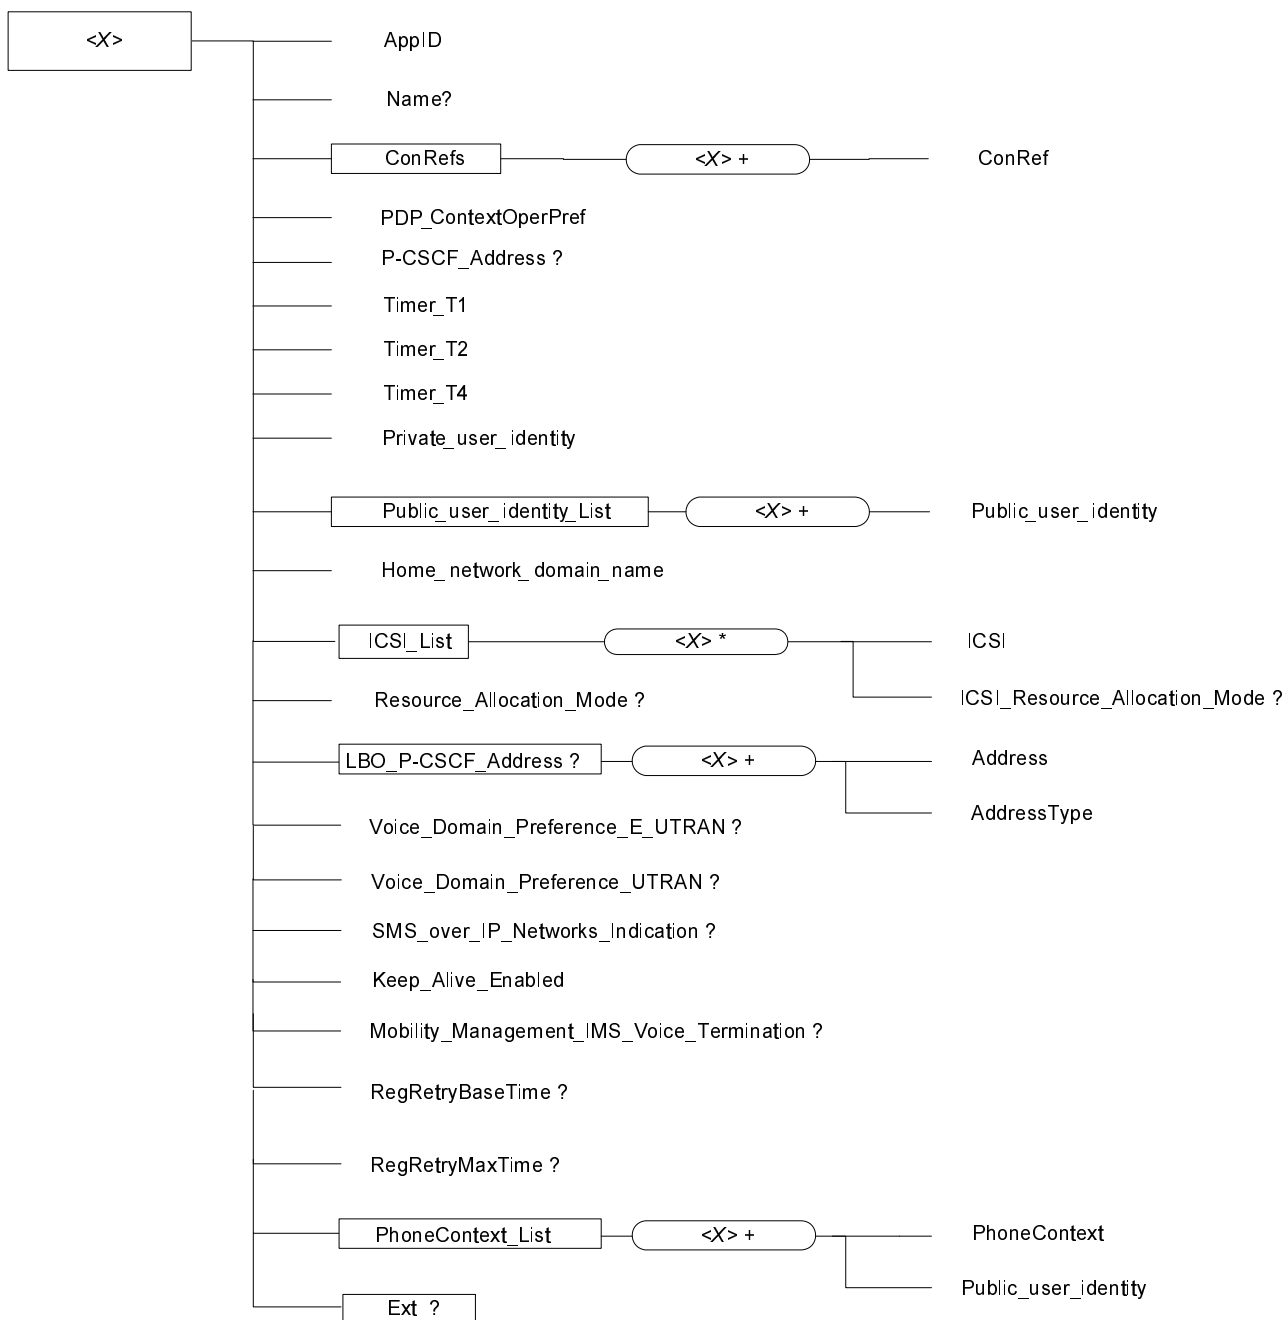 <X>
AppID
Name?
ConRefs <X> + ConRef
PDP_ContextOperPref
P-CSCF_Address ?
Timer_T1
Timer_T2
Timer_T4
Private_user_identity
Public_user_identity_List <X> + Public_user_identity
Home_network_domain_name
ICSI_List <X> * ICSI
Resource_Allocation_Mode ? ICSI_Resource_Allocation_Mode ?
LBO_P-CSCF_Address ? <X> + Address
AddressType
Voice_Domain_Preference_E_UTRAN ?
Voice_Domain_Preference_UTRAN ?
SMS_over_IP_Networks_Indication ?
Keep_Alive_Enabled
Mobility_Management_IMS_Voice_Termination ?
RegRetryBaseTime ?
RegRetryMaxTime ?
PhoneContext_List <X> + PhoneContext
Public_user_identity
Ext ?